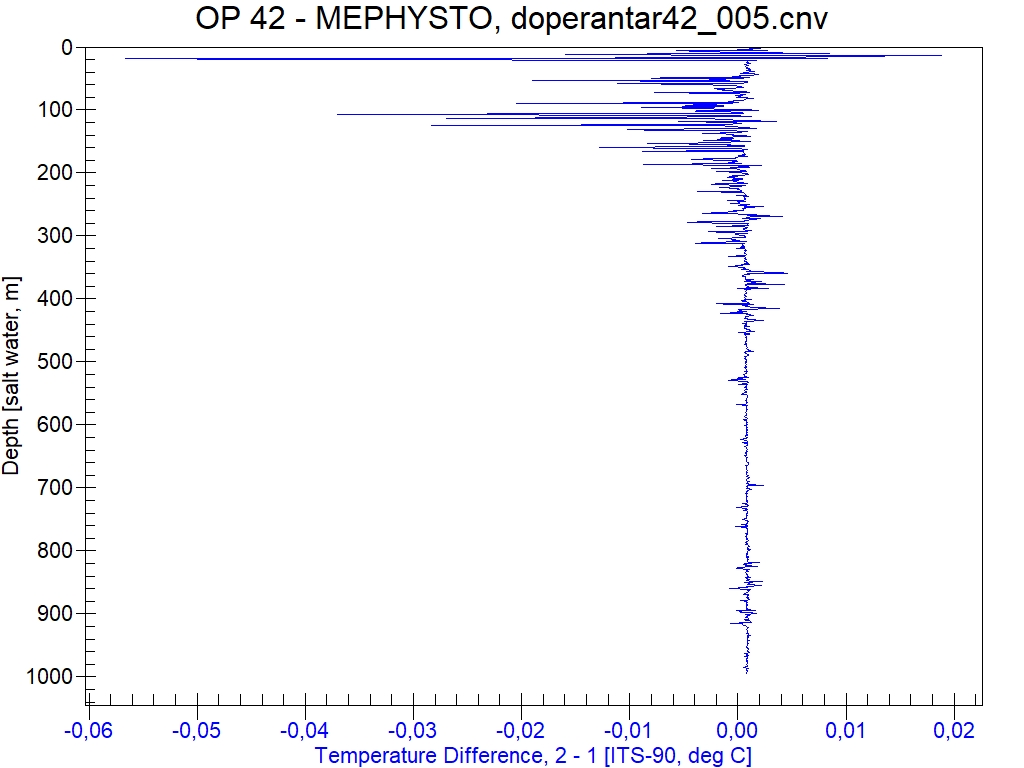 OP 42 - MEPHYSTO, doperantar42_005.cnv
0
100
200
300
400
500
600
700
800
900
1000
Depth [salt water, m]
-0,06 -0,05 -0,04 -0,03 -0,02 -0,01 0,00 0,01 0,02
Temperature Difference, 2 - 1 [ITS-90, deg C]